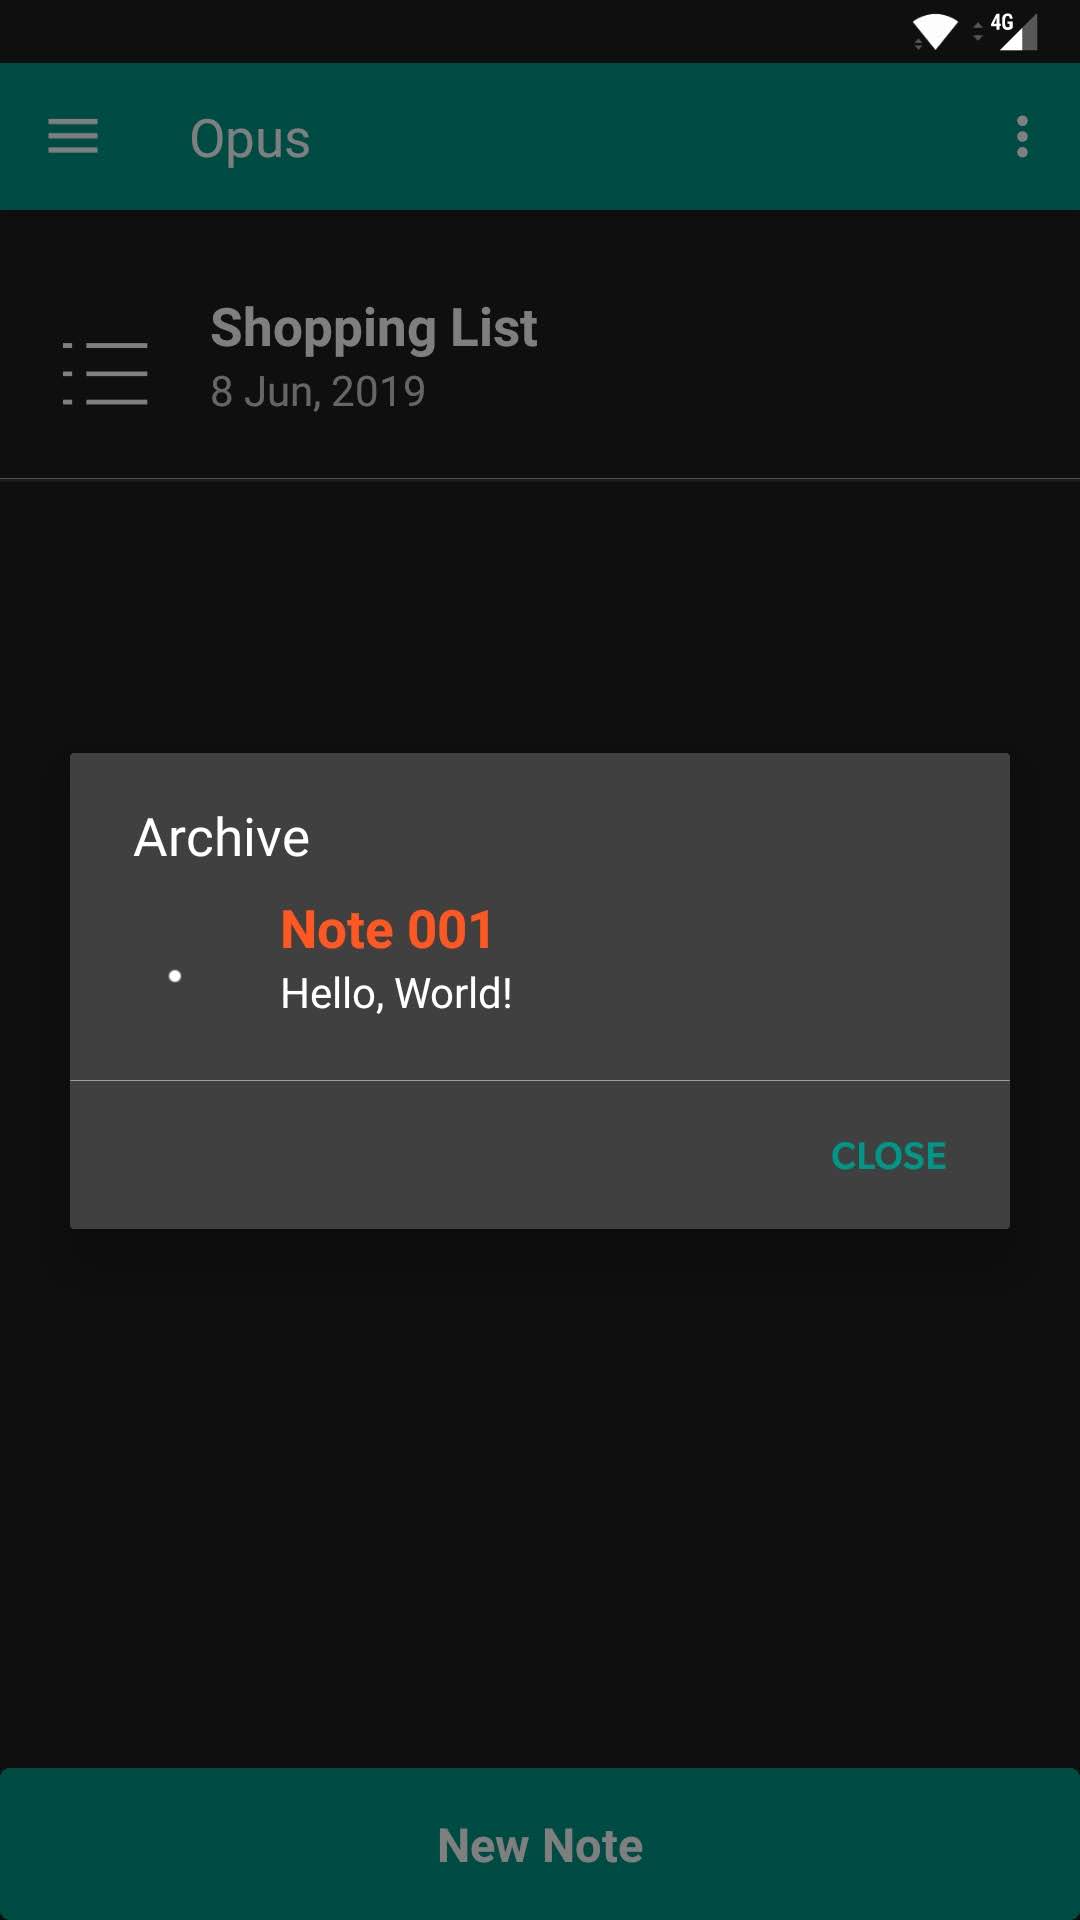 4G
Opus
Shopping List
8 Jun, 2019
Archive
Note 001
Hello, World!
CLOSE
New Note